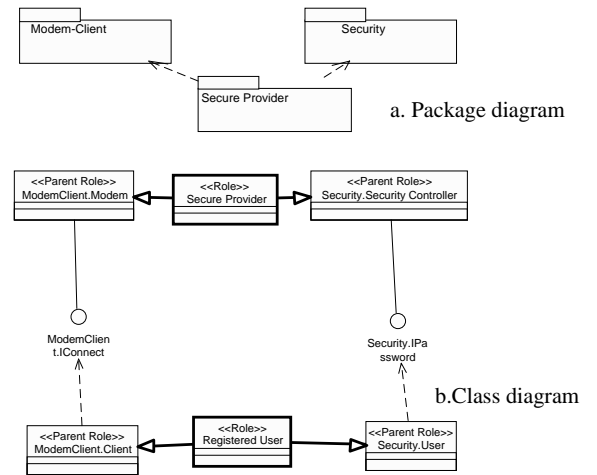 Modem-Client
Security
Secure Provider
a. Package diagram
<<Parent Role>>
ModemClient.Modem
<<Role>>
Secure Provider
<<Parent Role>>
Security.Security Controller
ModemClien
t.IConnect
Security.IPa
ssword
b.Class diagram
<<Parent Role>>
ModemClient.Client
<<Role>>
Registered User
<<Parent Role>>
Security.User